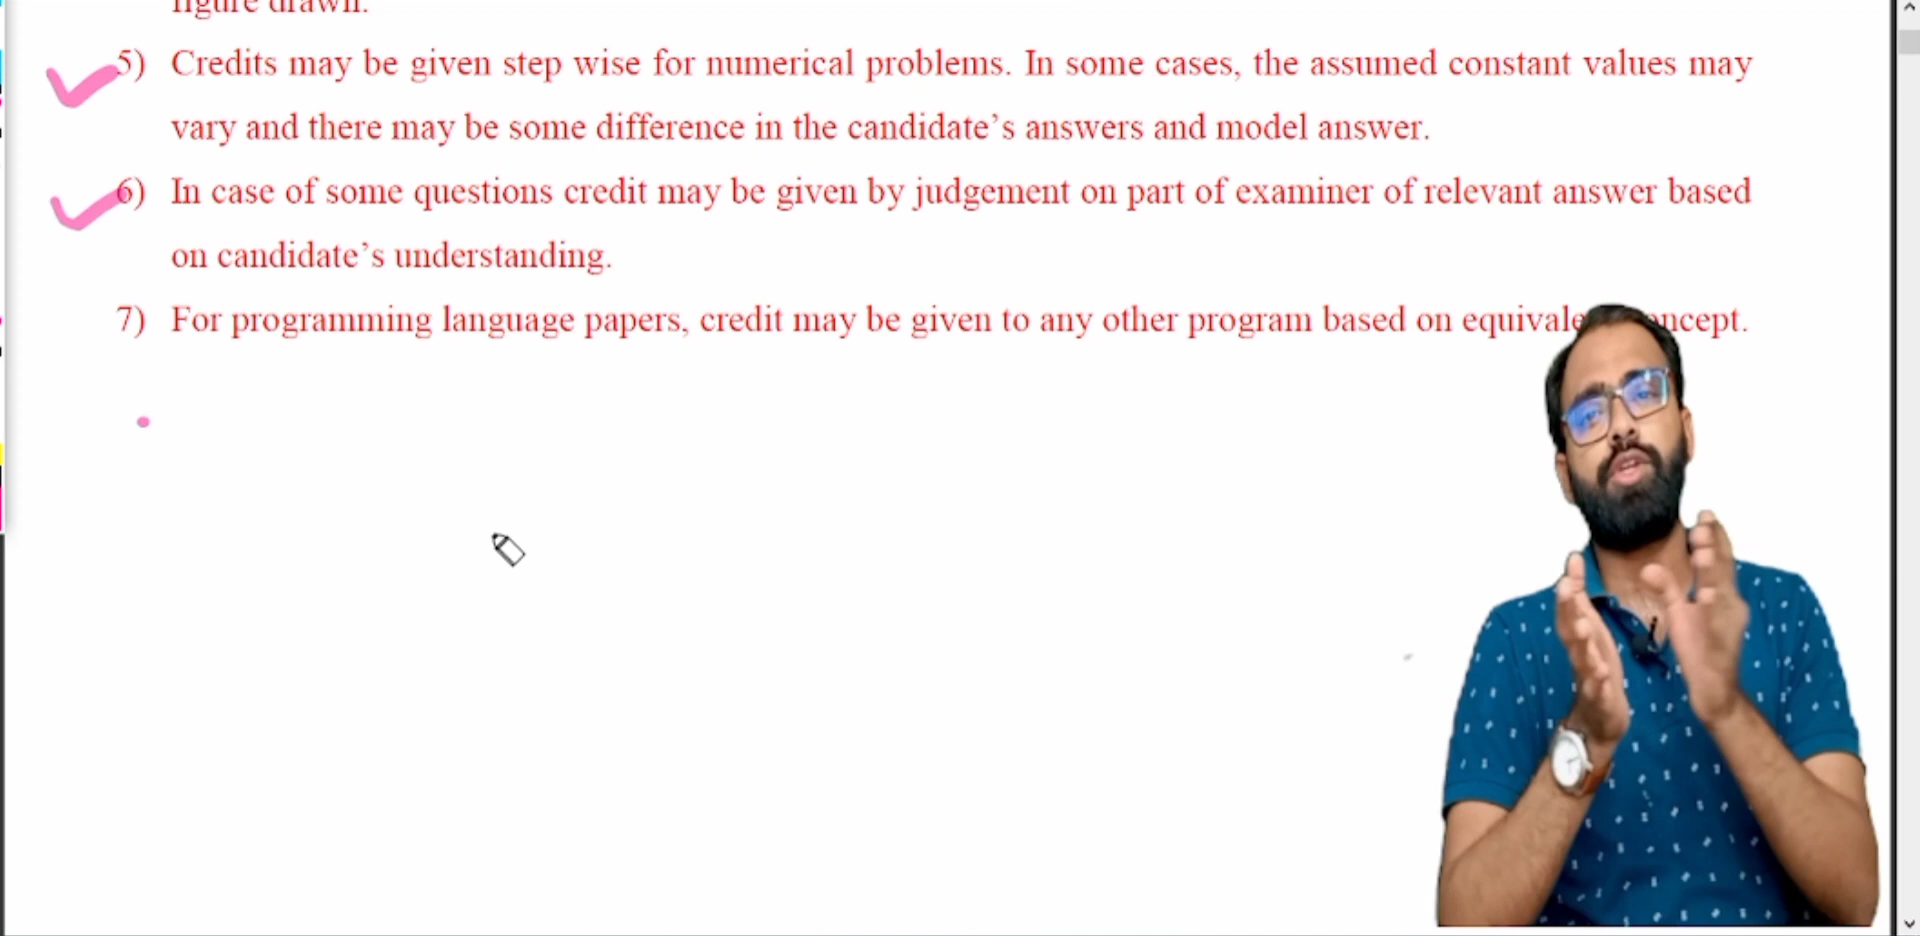 figure drawn.
5) Credits may be given step wise for numerical problems. In some cases, the assumed constant values may
vary and there may be some difference in the candidate’s answers and model answer.
6) In case of some questions credit may be given by judgement on part of examiner of relevant answer based
on candidate’s understanding.
7) For programming language papers, credit may be given to any other program based on